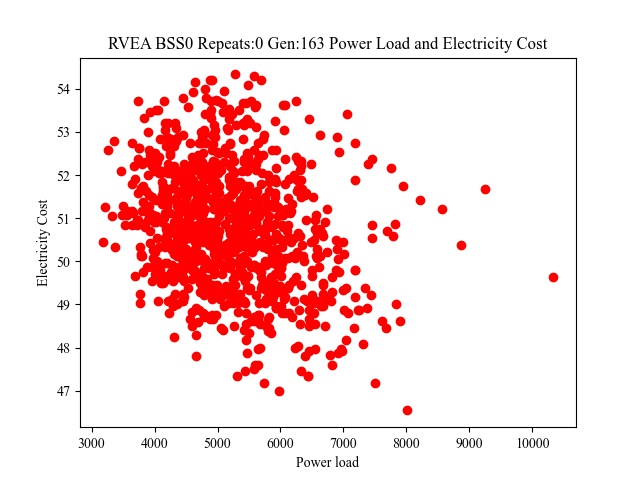 RVEA BSS0 Repeats:0 Gen:163 Power Load and Electricity Cost
54
53
52
51
50
49
48
47
Electricity Cost
3000 4000 5000 6000 7000 8000 9000 10000
Power load